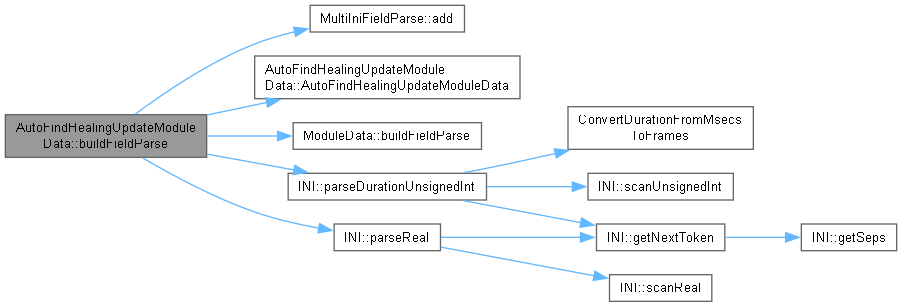 MultiIniFieldParse::add
AutoFindHealingUpdateModule
Data::AutoFindHealingUpdateModuleData
AutoFindHealingUpdateModule
Data::buildFieldParse
ModuleData::buildFieldParse
ConvertDurationFromMsecs
ToFrames
INI::parseDurationUnsignedInt
INI::scanUnsignedInt
INI::parseReal
INI::getNextToken
INI::getSeps
INI::scanReal